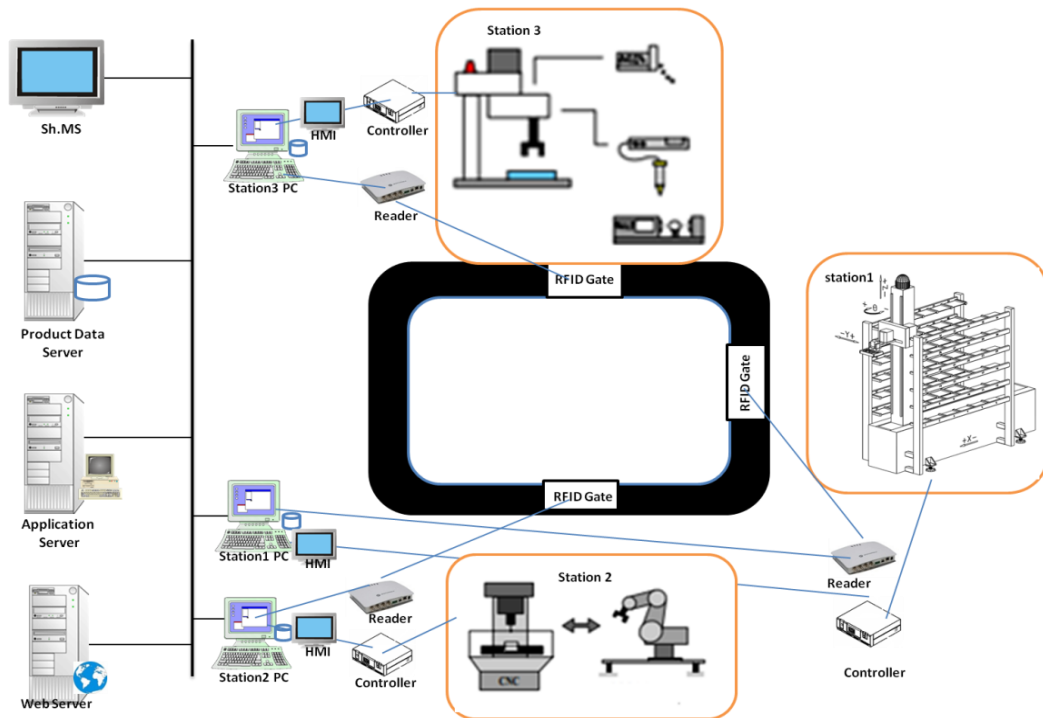 Station 3
Sh.MS
HMI
Controller
Station3 PC
Reader
RFID Gate
station1
-Z+
+ B -
-Y+
+X-
Product Data
Server
RFID Gate
RFID Gate
Application
Server
Station1 PC
HMI
Reader
Station 2
Reader
CNC
HMI
Station2 PC
Controller
Controller
Web Server